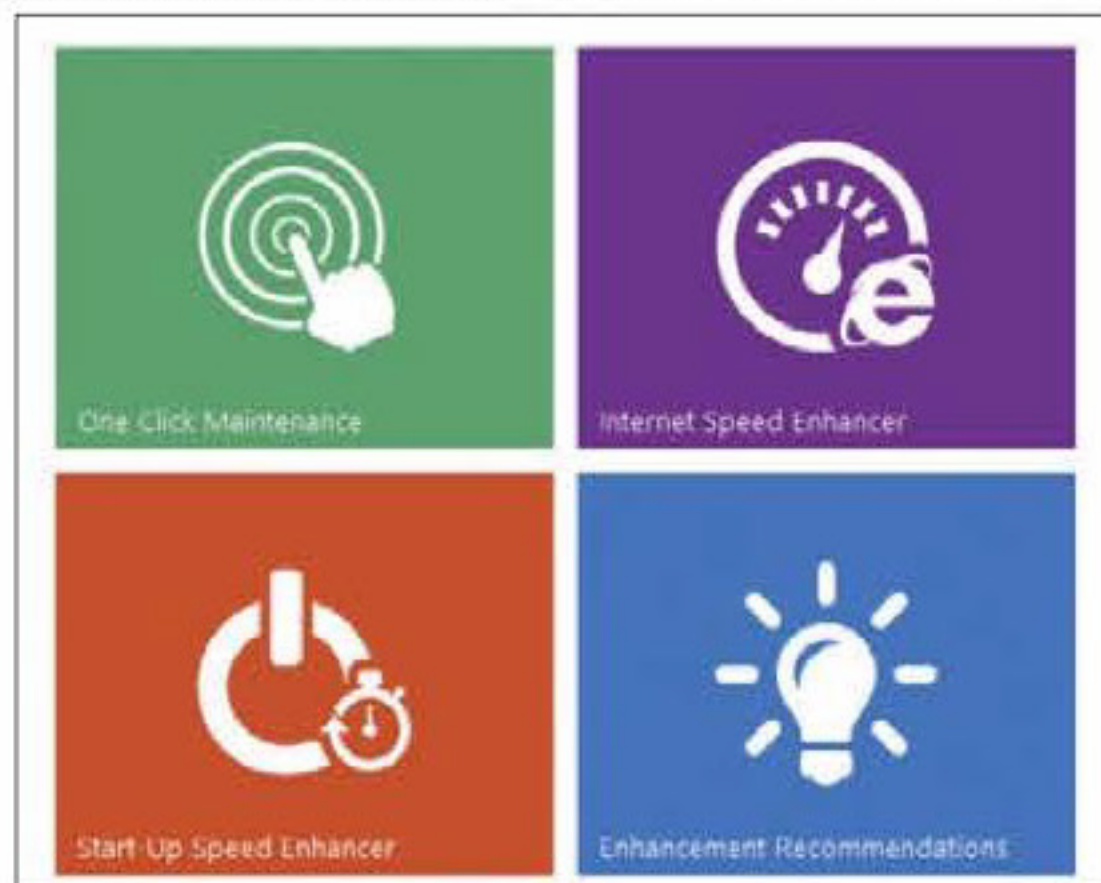 One Click Maintenance
Internet Speed Enhancer
Start-Up Speed Enhancer
Enhancement Recommendations